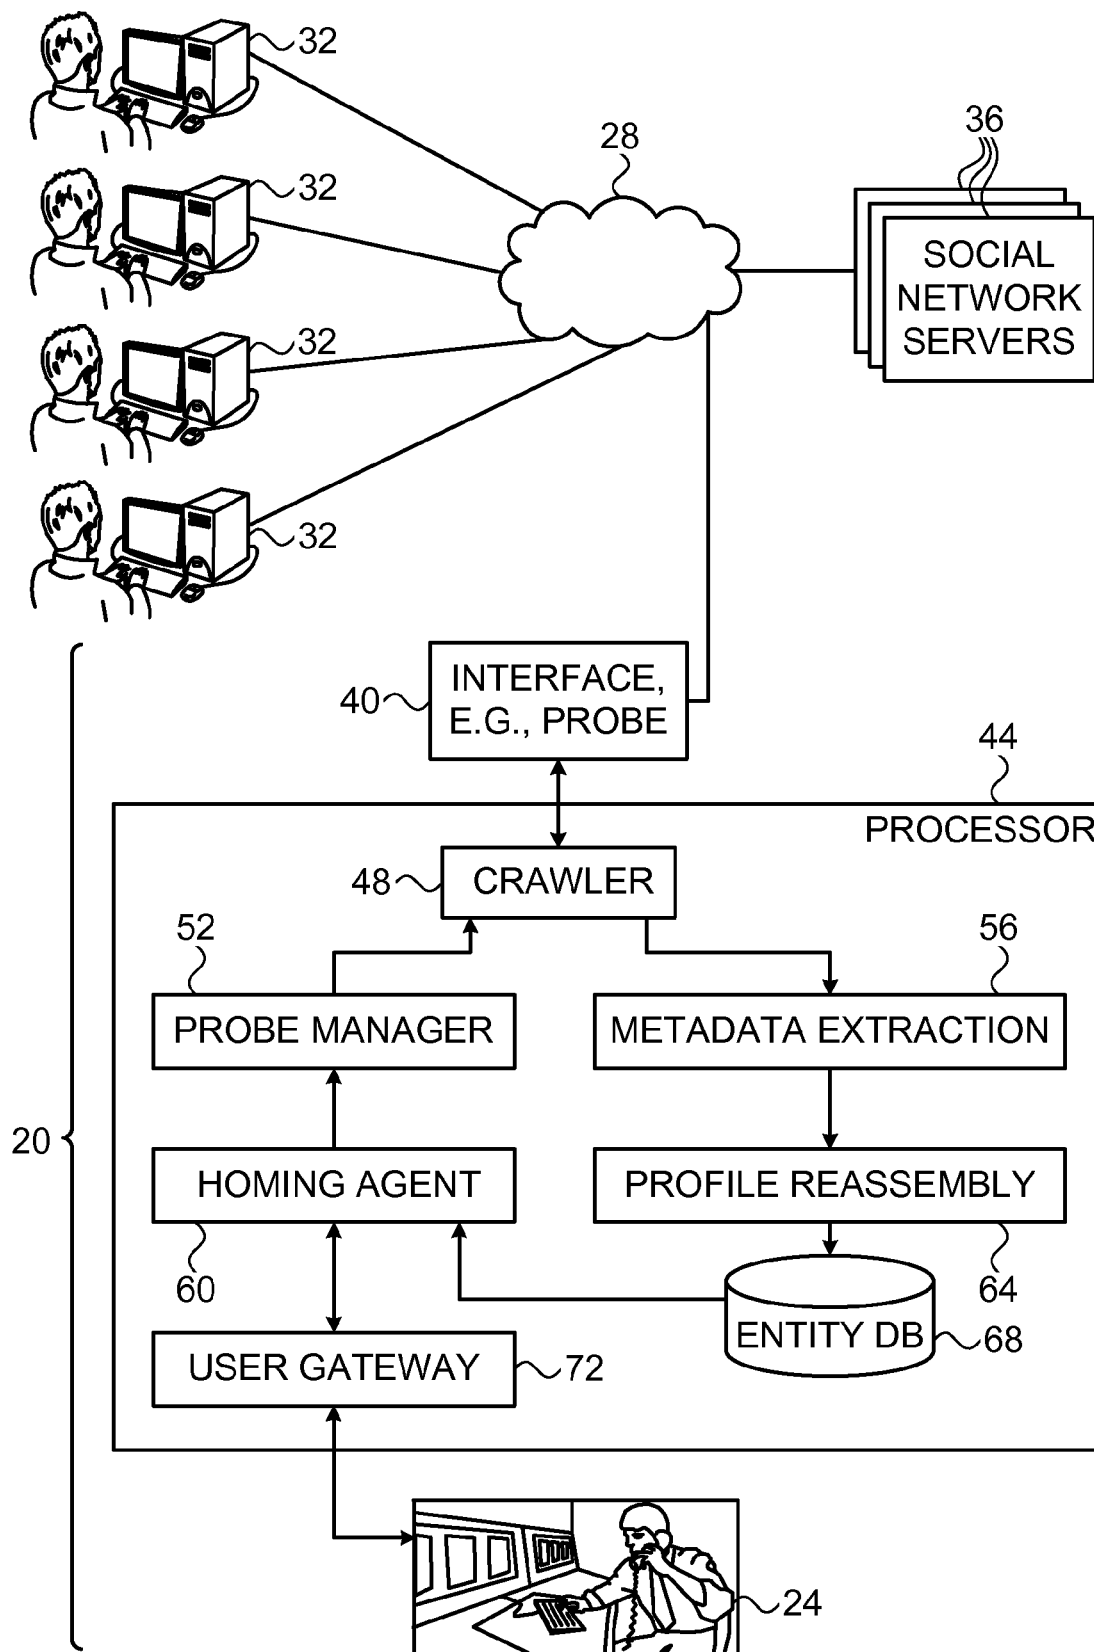 32
28
36
32
SOCIAL
NETWORK
SERVERS
32
32
INTERFACE,
E.G., PROBE
40
44
PROCESSOR
48
CRAWLER
52
56
PROBE MANAGER
METADATA EXTRACTION
20
HOMING AGENT
PROFILE REASSEMBLY
60
64
ENTITY DB
68
USER GATEWAY
72
24